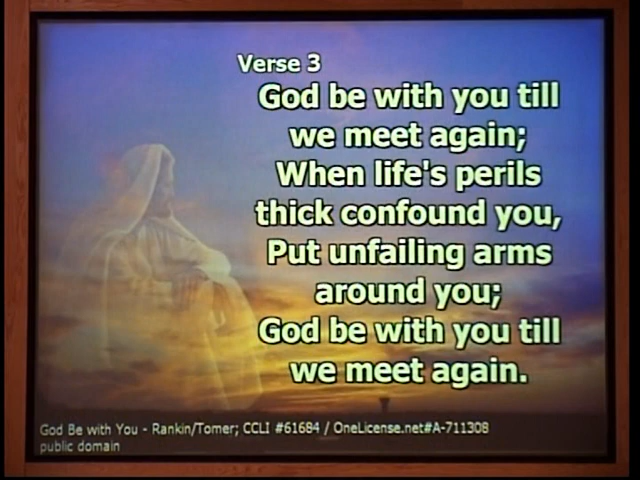 Verse 3
God be with you till
we meet again;
When life's perils
thick confound you,
Put unfailing arms
around you;
God be with you till
we meet again.
God Be with You - Rankin/Tomer; CCLI #61684 / OneLicense.net#A-711308
public domain